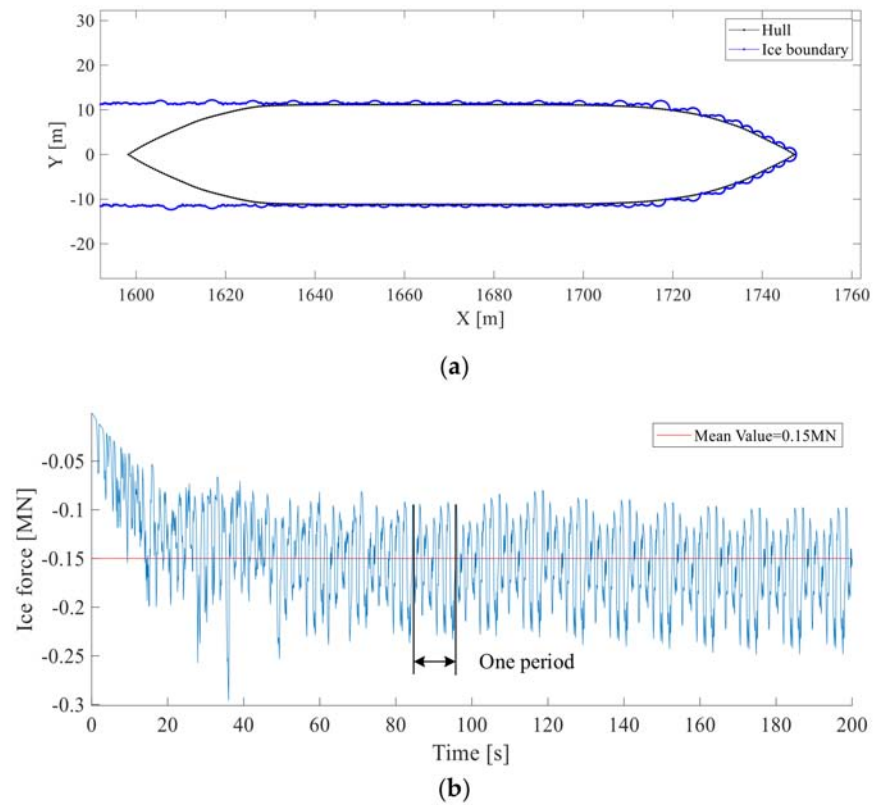 30
20
10
0
-10
-20
Y [m]
Hull
Ice boundary
1600 1620 1640 1660 1680 1700 1720 1740 1760
X [m]
(a)
-0.05
-0.1
-0.15
-0.2
-0.25
-0.3
Ice force [MN]
Mean Value=0.15MN
One period
0 20 40 60 80 100 120 140 160 180 200
Time [s]
(b)